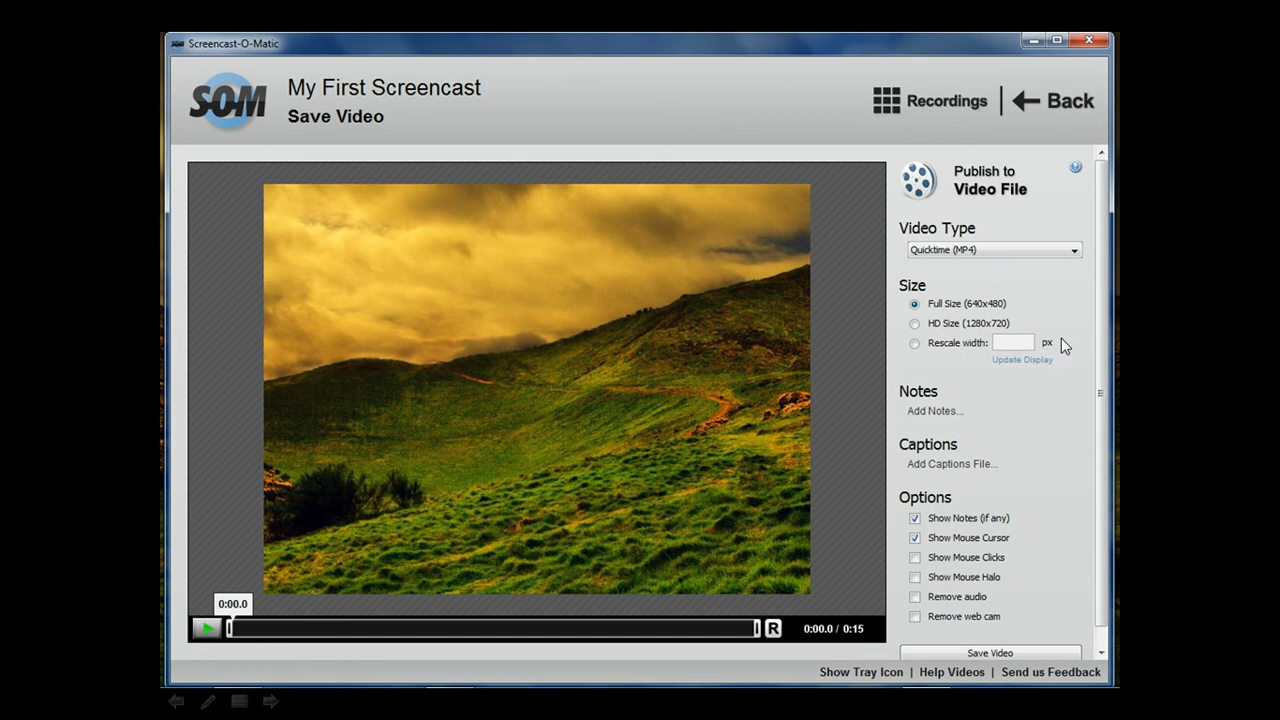 SOM Screencast-O-Matic
SOM
My First Screencast
Save Video
Recordings | Back
Publish to
Video File
Video Type
Quicktime (MP4)
Size
Full Size (640x480)
HD Size (1280x720)
Rescale width: px
Update Display
Notes
Add Notes...
Captions
Add Captions File...
Options
Show Notes (if any)
Show Mouse Cursor
Show Mouse Clicks
Show Mouse Halo
Remove audio
Remove web cam
Save Video
0:00.0
R 0:00.0 / 0:15
Show Tray Icon | Help Videos | Send us Feedback